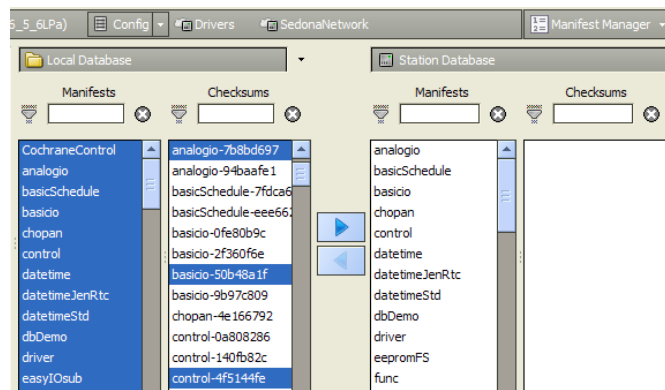 5_5_6LPa) Config Drivers SedonaNetwork Manifest Manager
Local Database
Station Database
Manifests Checksums Manifests Checksums
CochraneControl
analogio
basicSchedule
basicio
chopan
control
datetime
datetimeJenRtc
datetimeStd
dbDemo
driver
easyIOsub
analogio-7b8bd697
analogio-94baafe1
basicSchedule-7fdca6
basicSchedule-eee662
basicio-0fe80b9c
basicio-2f360f6e
basicio-50b48a1f
basicio-9b97c809
chopan-4e166792
control-0a808286
control-140fb82c
control-4f5144fe
analogio
basicSchedule
basicio
chopan
control
datetime
datetimeJenRtc
datetimeStd
dbDemo
driver
eepromFS
func